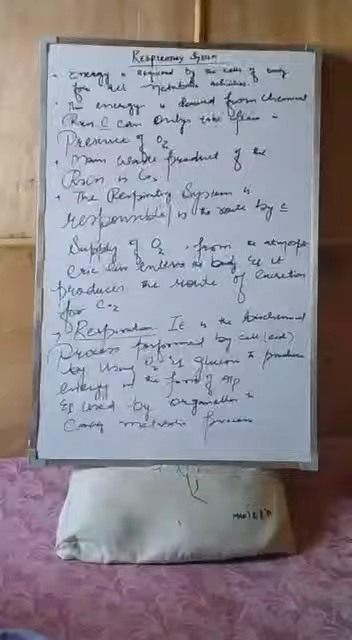 Respiratory System
• Energy is required by the cells of body
for all metabolic activities.
• This energy is derived from chemical
Rxn C can only take place in
Presence of O2
• Main waste product of the
Rxn is Co2
• The Respiratory System is
responsible is the route by C
Supply of O2, from the atmosph
eric air enters the body & it
produces the route of excretion
for Co2
→ Respiration It is the biochemical
Process performed by cell
by using O2 & glucose to produce
energy in the form of ATP
& used by organelles to
Carry metabolic process